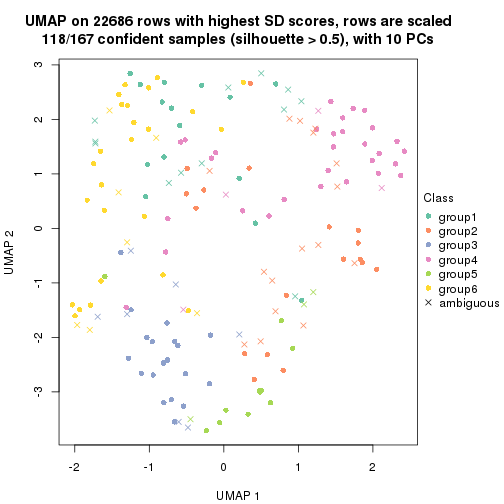 UMAP on 22686 rows with highest SD scores, rows are scaled
118/167 confident samples (silhouette > 0.5), with 10 PCs
3
2
1
0
-1
-2
-3
UMAP 2
-2
-1
0
1
2
UMAP 1
Class
group1
group2
group3
group4
group5
group6
ambiguous